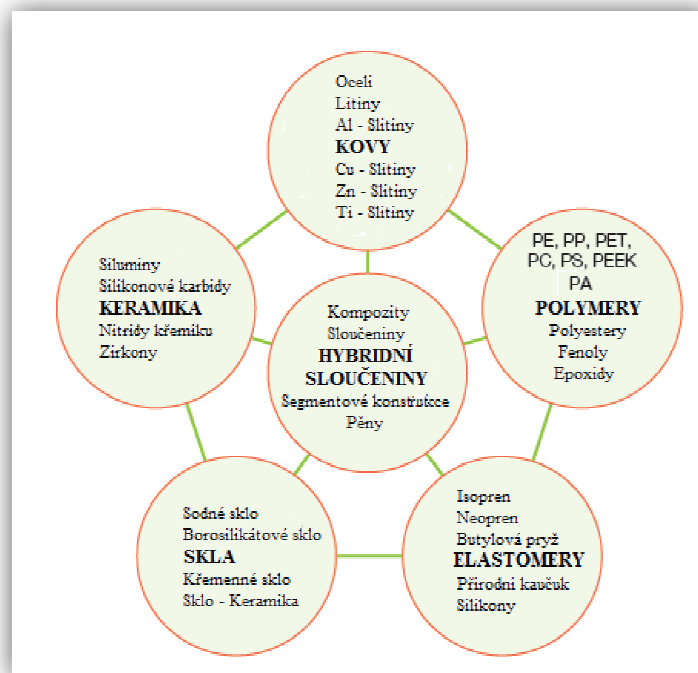 Oceli
Litiny
Al - Slitiny
KOVY
Cu - Slitiny
Zn - Slitiny
Ti - Slitiny
Siluminy
Silikonové karbidy
KERAMIKA
Nitridy křemíku
Zirkony
PE, PP, PET,
PC, PS, PEEK
PA
POLYMERY
Polyestery
Fenoly
Epoxidy
Kompozity
Sloučeniny
HYBRIDNÍ
SLOUČENINY
Segmentové konstrukce
Pěny
Sodné sklo
Borosilikátové sklo
SKLA
Křemenné sklo
Sklo - Keramika
Isopren
Neopren
Butylová pryž
ELASTOMERY
Přírodní kaučuk
Silikony